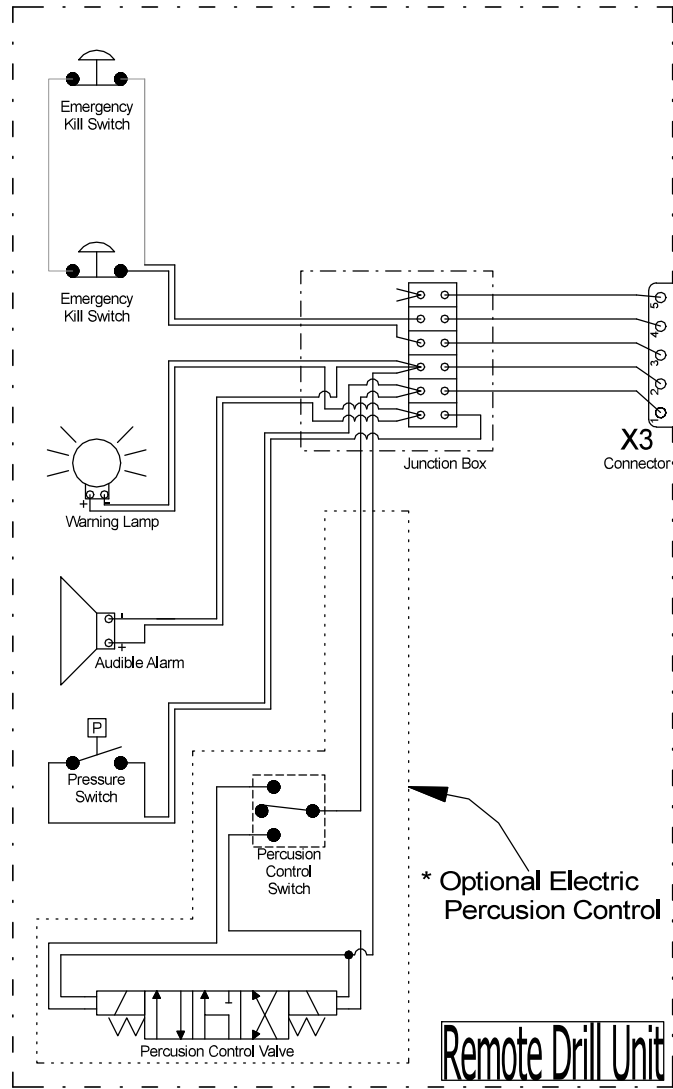 Emergency
Kill Switch
Emergency
Kill Switch
5
4
3
2
1
X3
Connector
Junction Box
+ -
Warning Lamp
-
+
Audible Alarm
P
Pressure
Switch
Percusion
Control
Switch
* Optional Electric
Percusion Control
Percusion Control Valve
Remote Drill Unit